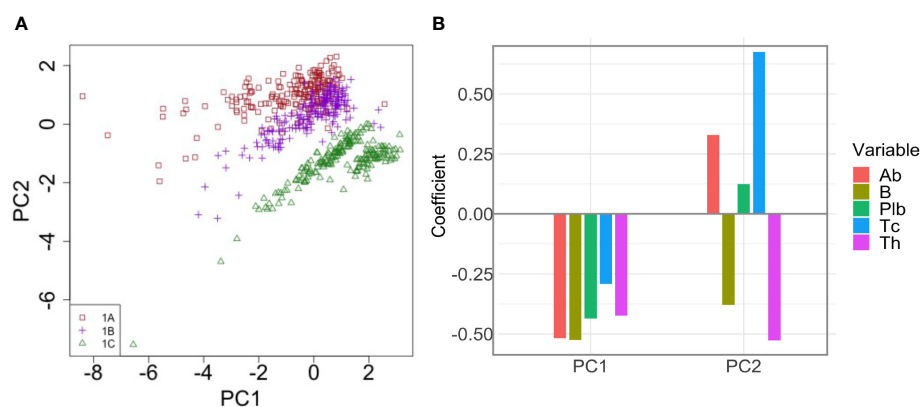 A
B
2
0
-2
-4
-6
PC2
1A
1B
1C
-8
-6
-4
-2
0
2
PC1
0.50
0.25
0.00
-0.25
-0.50
Coefficient
PC1
PC2
Variable
Ab
B
Plb
Tc
Th